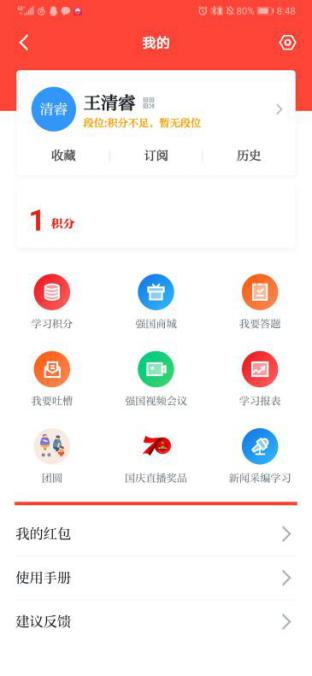 80% 8:48
我的
清睿 王清睿
段位:积分不足，暂无段位
收藏 订阅 历史
1 积分
学习积分 强国商城 我要答题
我要吐槽 强国视频会议 学习报表
70
团圆 国庆直播奖品 新闻采编学习
我的红包
使用手册
建议反馈